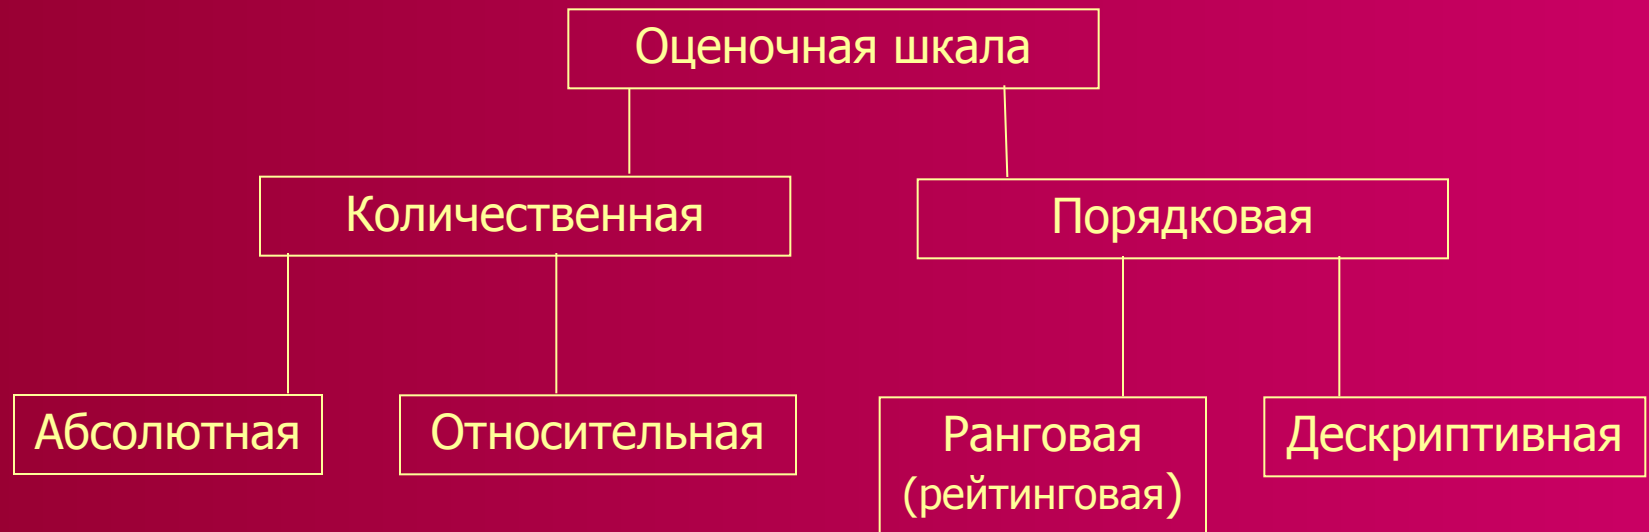 Оценочная шкала
Количественная
Порядковая
Абсолютная
Относительная
Ранговая
(рейтинговая)
Дескриптивная